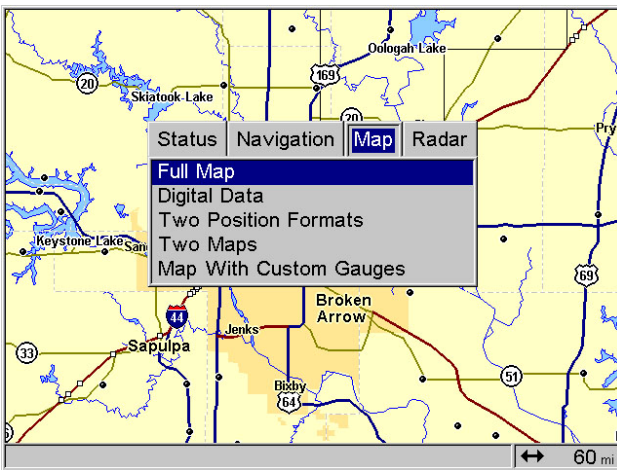 Oologah Lake
169
20
Skiatook Lake
20
Pry
Status Navigation Map Radar
Full Map
Digital Data
Two Position Formats
Two Maps
Map With Custom Gauges
Keystone Lake
San
69
Broken
Arrow
44
Jenks
33
Sapulpa
51
Bixby
64
60 mi